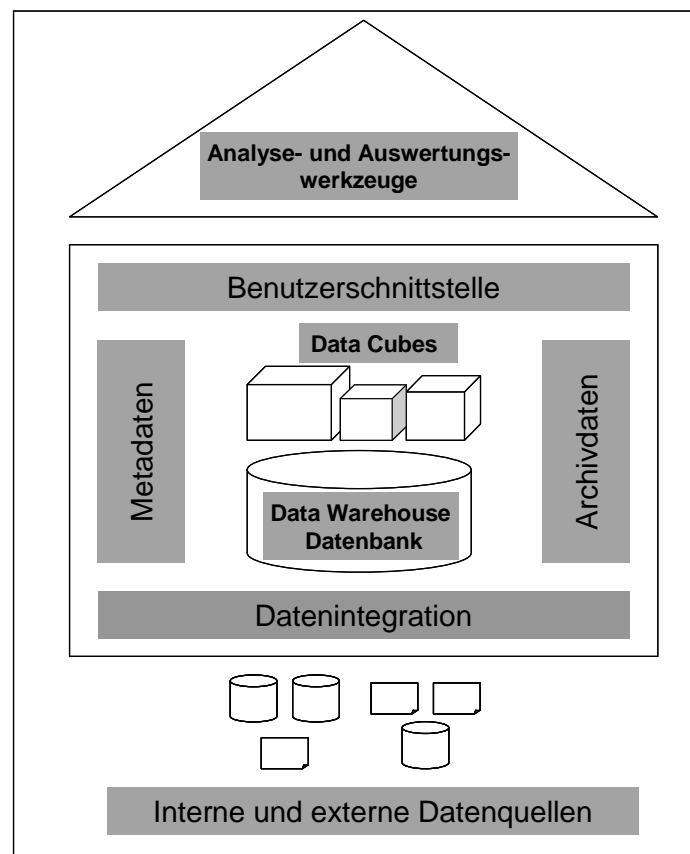 Analyse- und Auswertungs-
werkzeuge
Benutzerschnittstelle
Data Cubes
Metadaten
Archivdaten
Data Warehouse
Datenbank
Datenintegration
Interne und externe Datenquellen